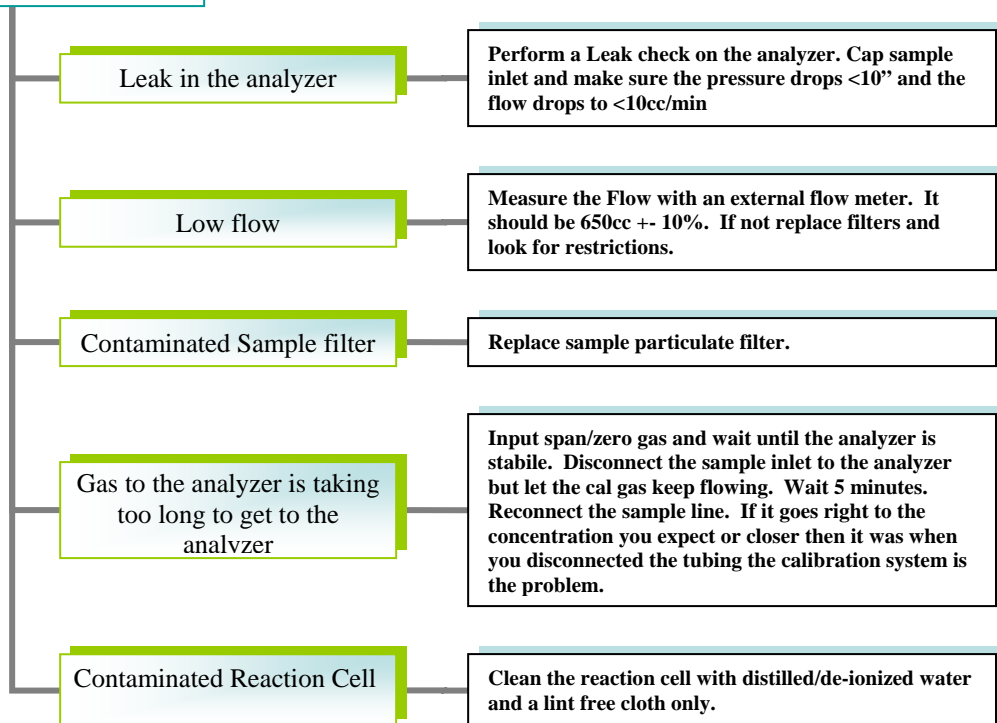 Leak in the analyzer
Perform a Leak check on the analyzer. Cap sample
inlet and make sure the pressure drops <10” and the
flow drops to <10cc/min
Low flow
Measure the Flow with an external flow meter.  It
should be 650cc +- 10%.  If not replace filters and
look for restrictions.
Contaminated Sample filter
Replace sample particulate filter.
Gas to the analyzer is taking
too long to get to the
analyzer
Input span/zero gas and wait until the analyzer is
stabile.  Disconnect the sample inlet to the analyzer
but let the cal gas keep flowing.  Wait 5 minutes.
Reconnect the sample line.  If it goes right to the
concentration you expect or closer then it was when
you disconnected the tubing the calibration system is
the problem.
Contaminated Reaction Cell
Clean the reaction cell with distilled/de-ionized water
and a lint free cloth only.